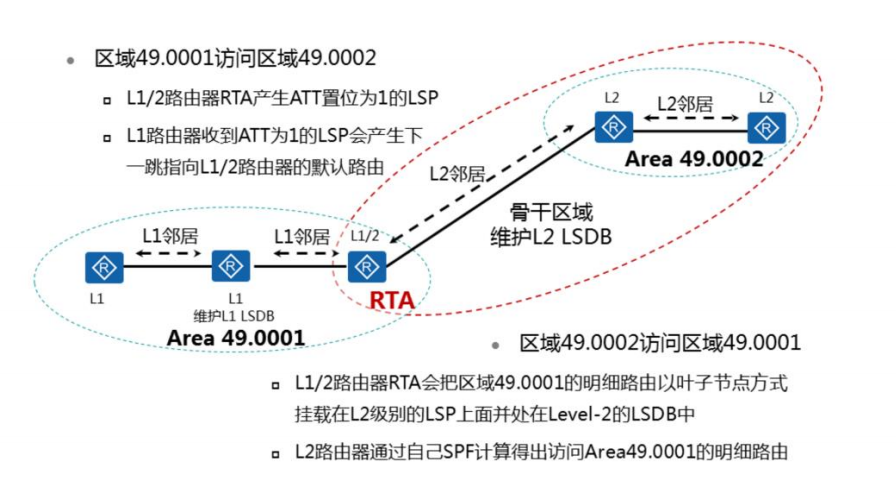 区域49.0001访问区域49.0002
L1/2路由器RTA产生ATT置位为1的LSP
L1路由器收到ATT为1的LSP会产生下
一跳指向L1/2路由器的默认路由
L2
L2邻居
L2
R
R
Area 49.0002
L2邻居
骨干区域
维护L2 LSDB
L1邻居
L1邻居
L1/2
R
R
R
L1
L1
RTA
维护L1 LSDB
Area 49.0001
区域49.0002访问区域49.0001
L1/2路由器RTA会把区域49.0001的明细路由以叶子节点方式
挂载在L2级别的LSP上面并处在Level-2的LSDB中
L2路由器通过自己SPF计算得出访问Area49.0001的明细路由